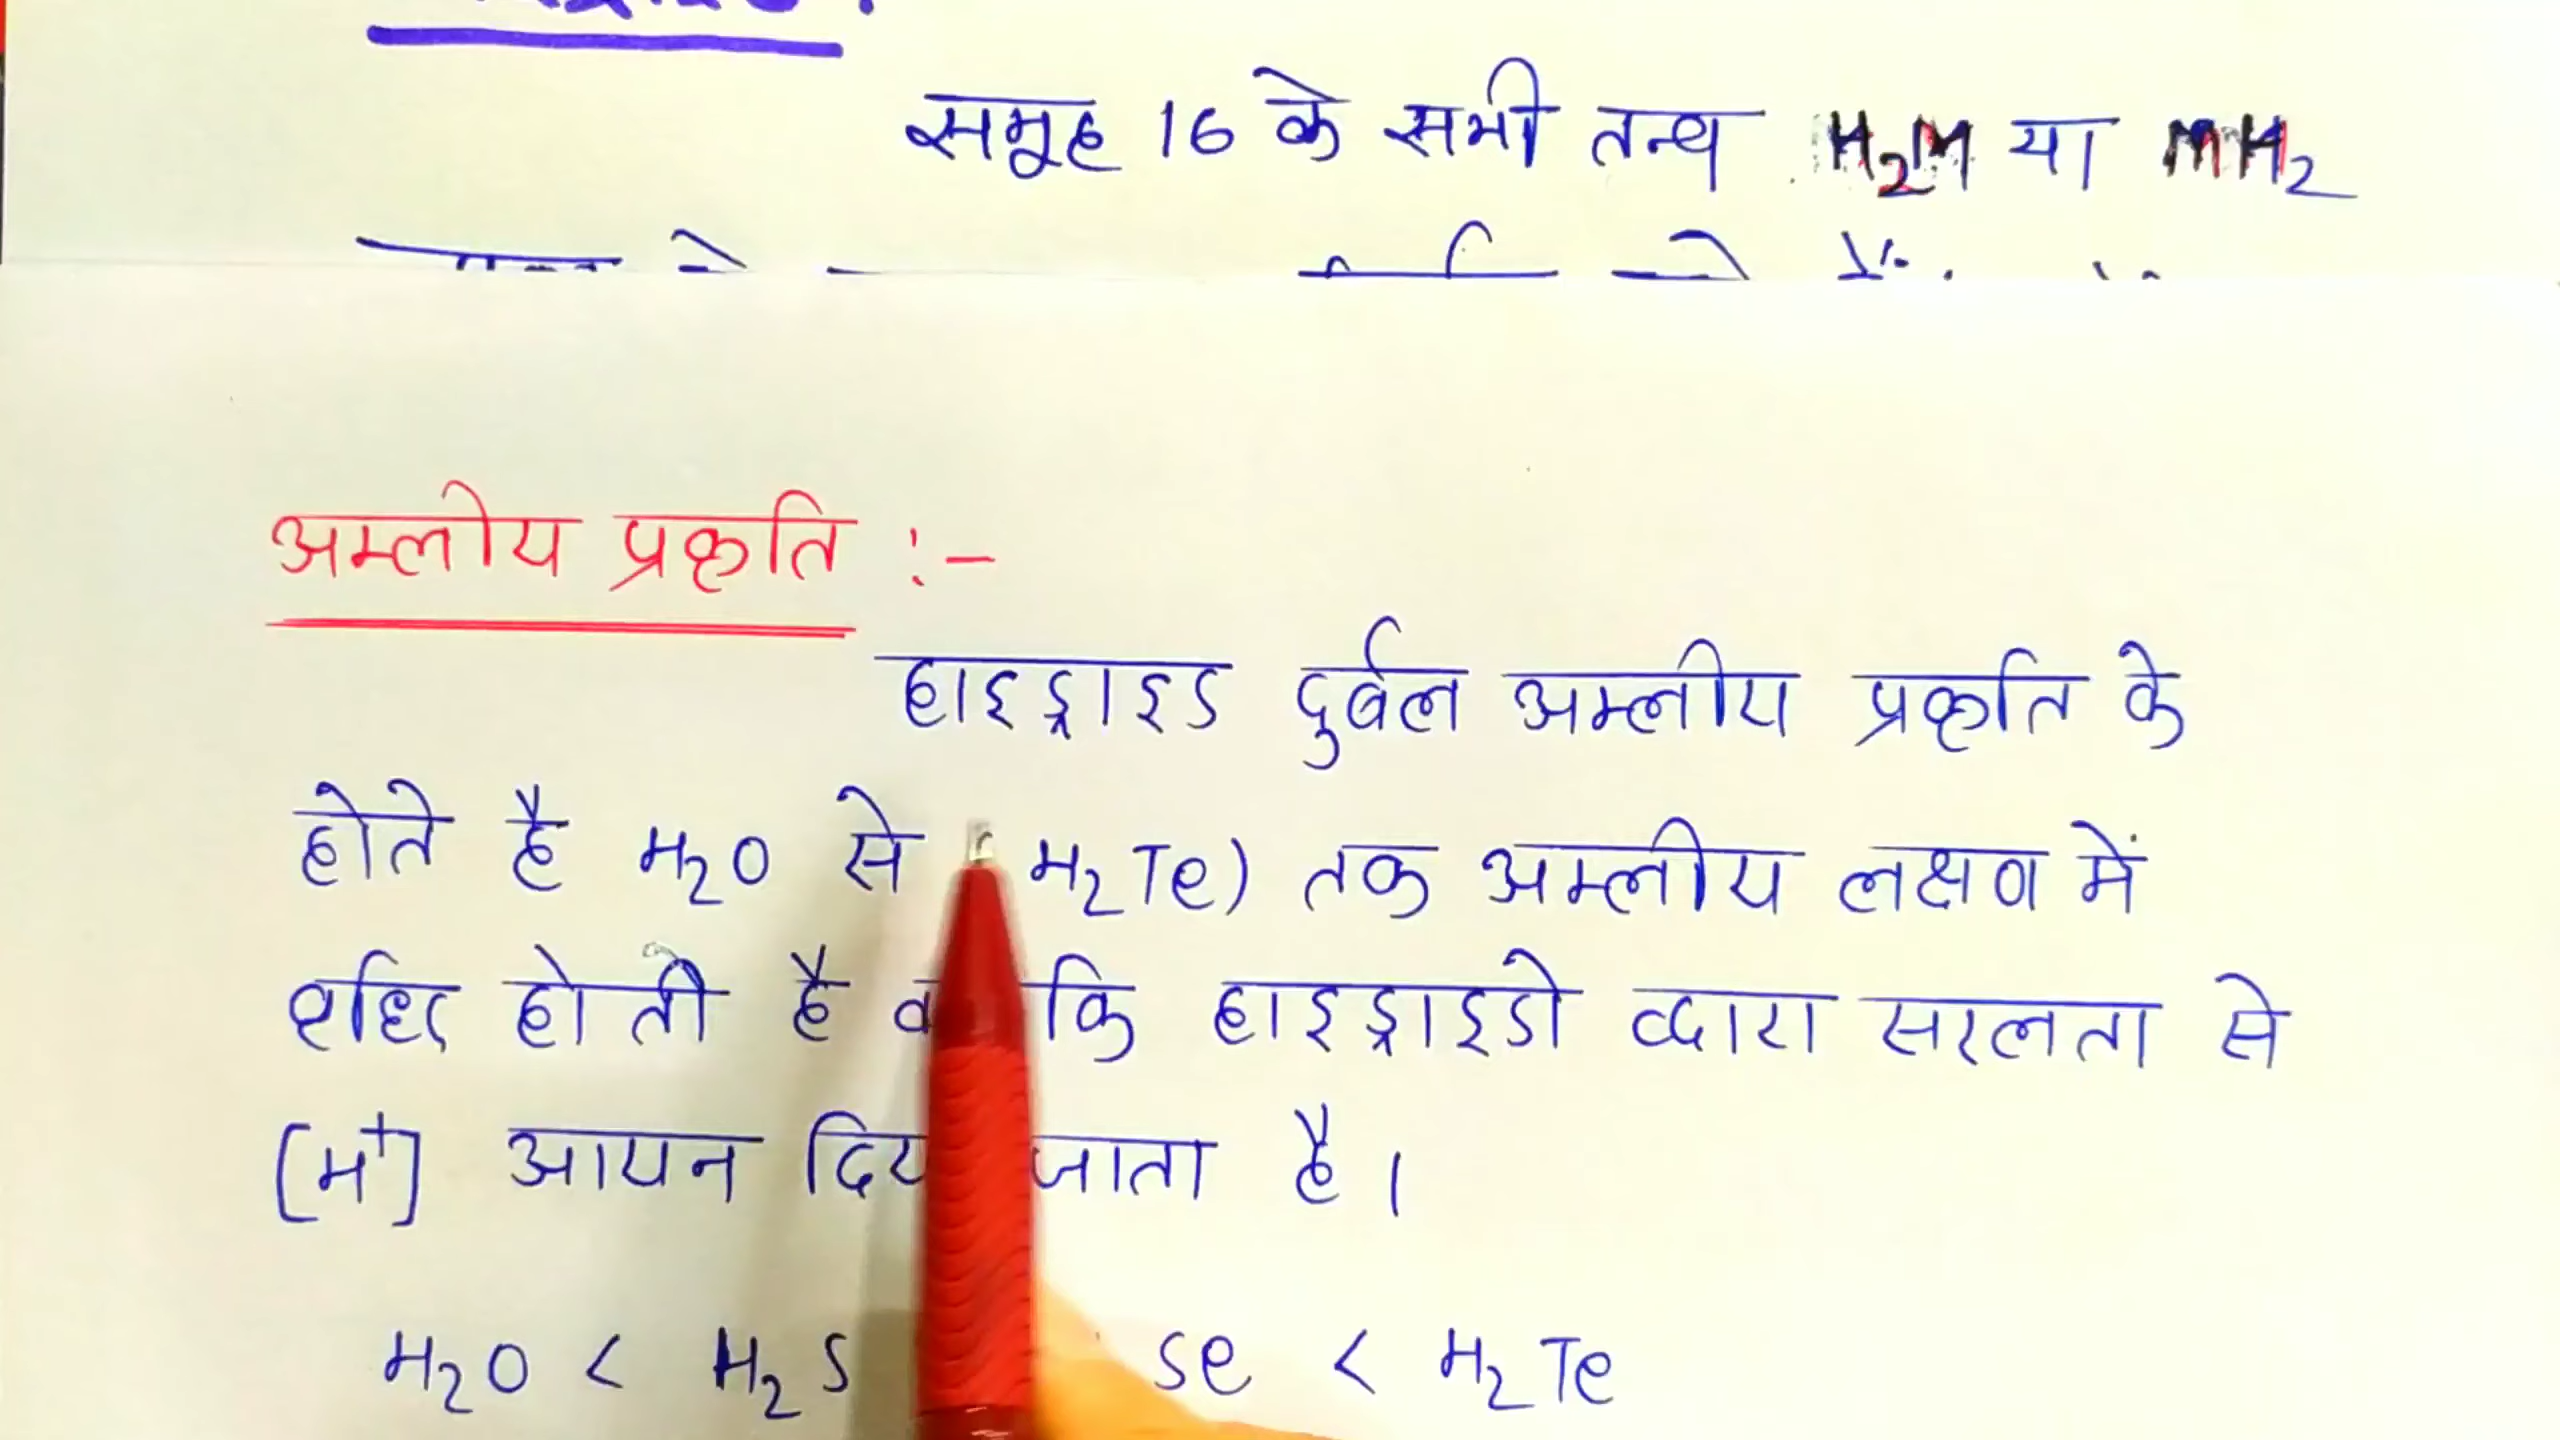 समूह 16 के सभी तन्व H₂M या MH₂
अम्लीय प्रकृति :-
हाइड्राइड दुर्बल अम्लीय प्रकृति के
होते है H₂O से H₂Te) तक अम्लीय लक्षण में
वृद्धि होती है कि हाइड्राइडो द्वारा सरलता से
[H⁺] आयन जाता है।
H₂O < H₂S Se < H₂Te